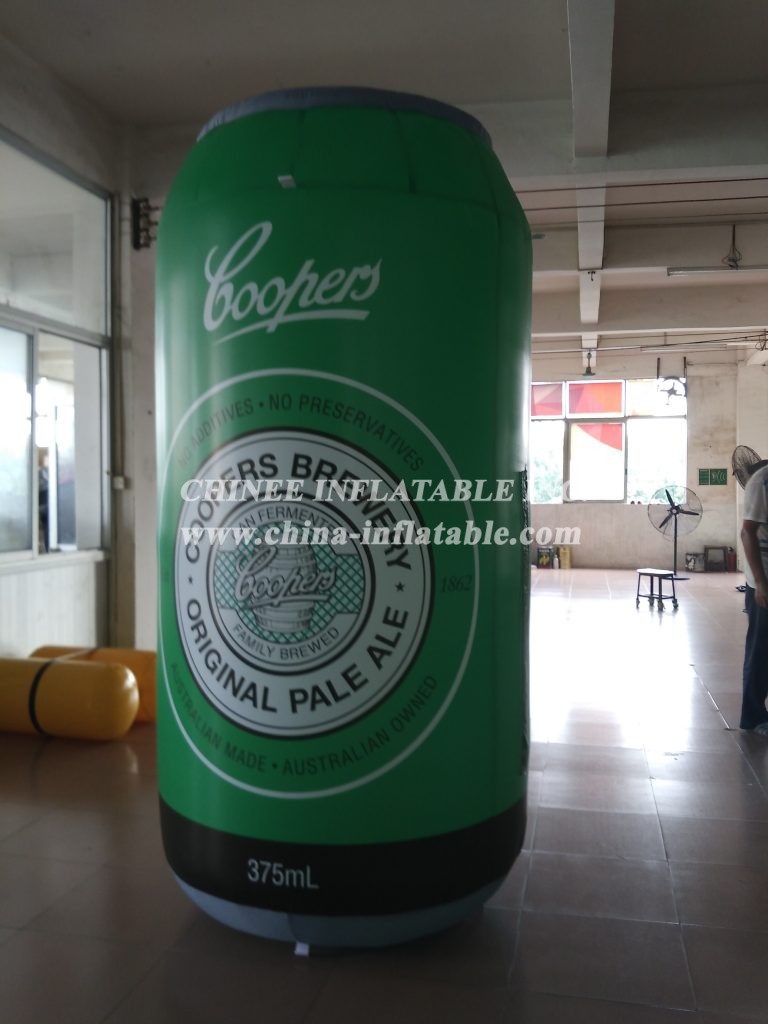 Coopers
NO ADDITIVES • NO PRESERVATIVES
COOPERS BREWERY
FERMENTED
Coopers
FAMILY BREWED
• ORIGINAL PALE ALE ★
1862
AUSTRALIAN MADE • AUSTRALIAN OWNED
375mL
CHINEE INFLATABLE
www.china-inflatable.com